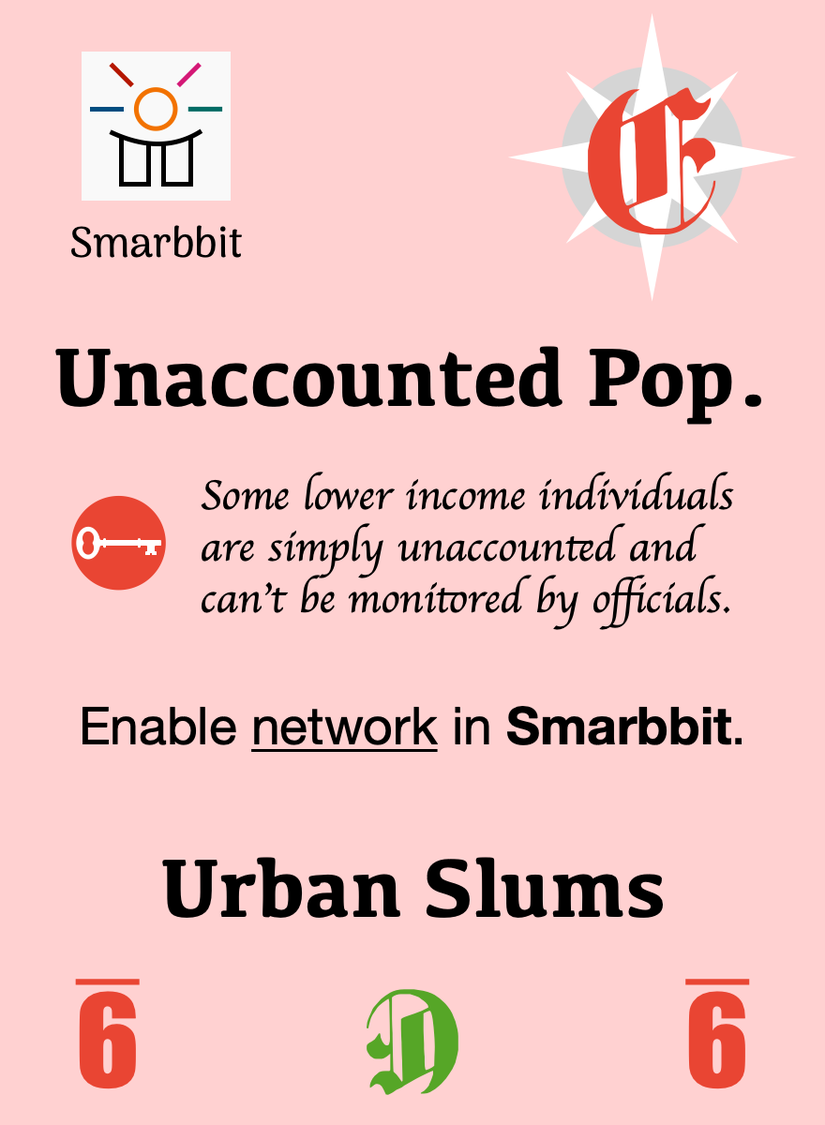 Smarbbit
E
Unaccounted Pop.
Some lower income individuals
are simply unaccounted and
can't be monitored by officials.
Enable network in Smarbbit.
Urban Slums
6 D 6